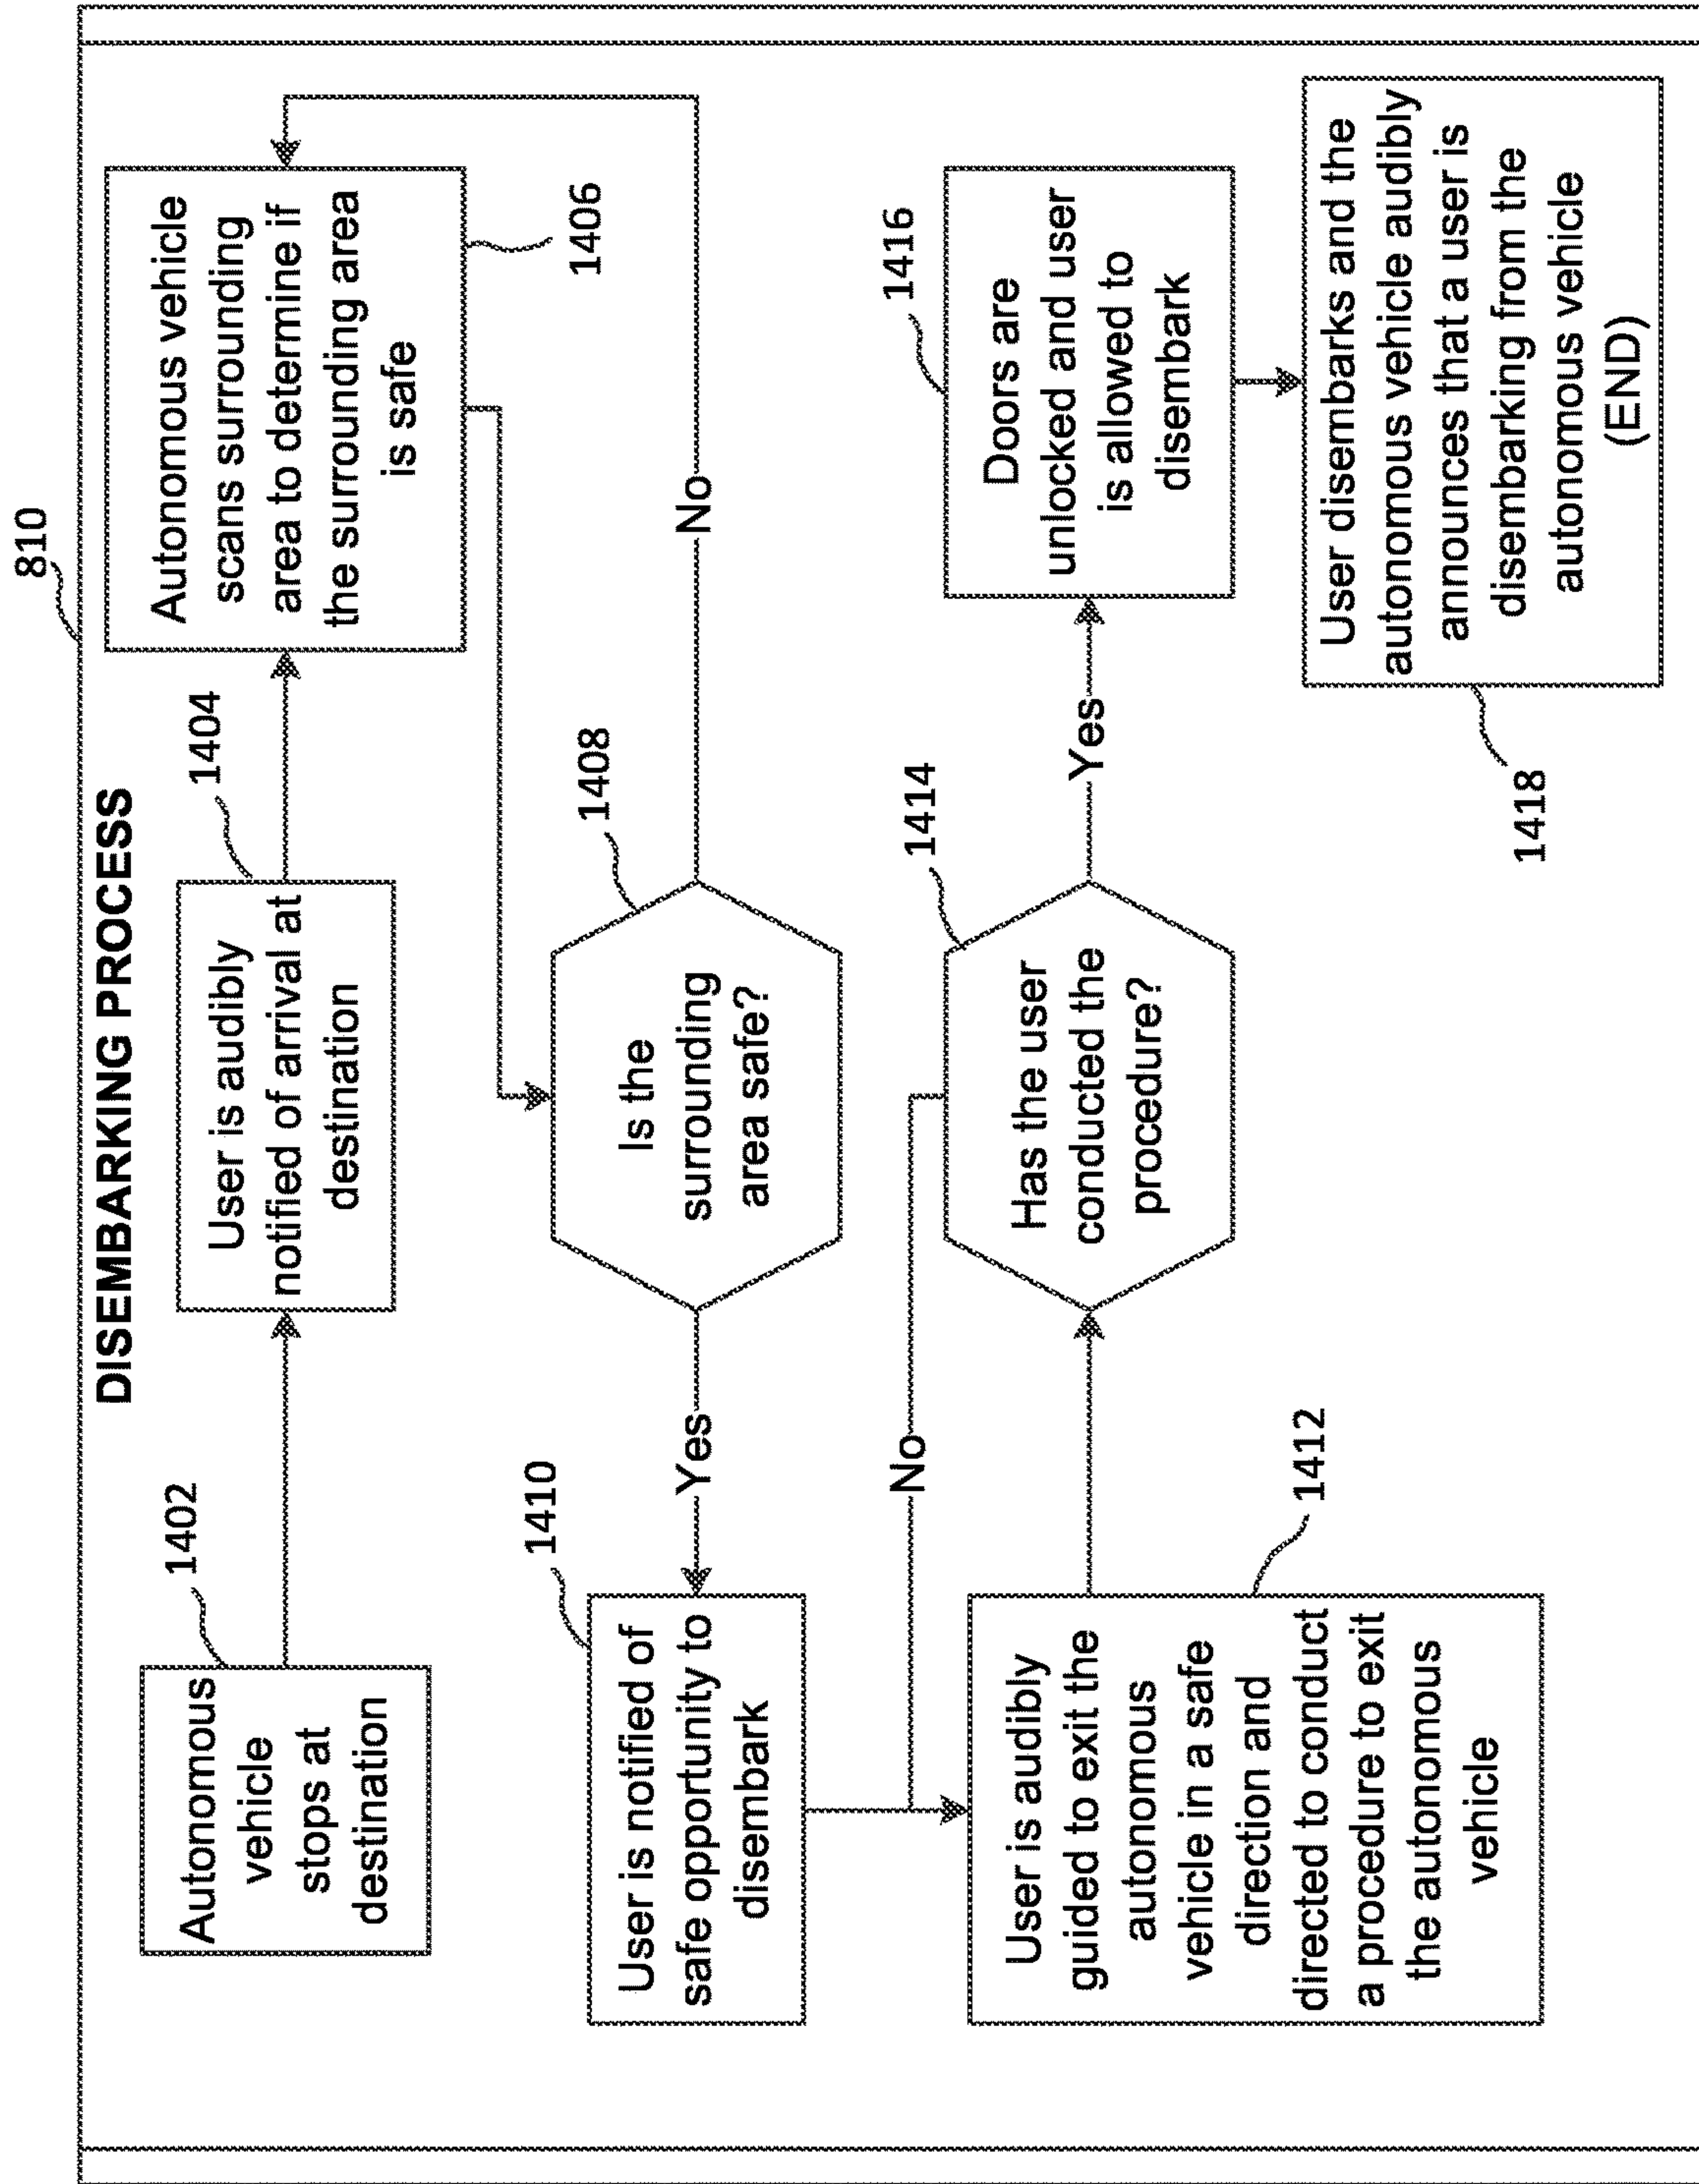 810
DISEMBARKING PROCESS
1402
Autonomous
vehicle
stops at
destination
1404
User is audibly
notified of arrival at
destination
Autonomous vehicle
scans surrounding
area to determine if
the surrounding area
is safe
1406
1408
Is the
surrounding
area safe?
No
Yes
1410
User is notified of
safe opportunity to
disembark
No
User is audibly
guided to exit the
autonomous
vehicle in a safe
direction and
directed to conduct
a procedure to exit
the autonomous
vehicle
1412
1414
Has the user
conducted the
procedure?
Yes
1416
Doors are
unlocked and user
is allowed to
disembark
User disembarks and the
autonomous vehicle audibly
announces that a user is
disembarking from the
autonomous vehicle
(END)
1418